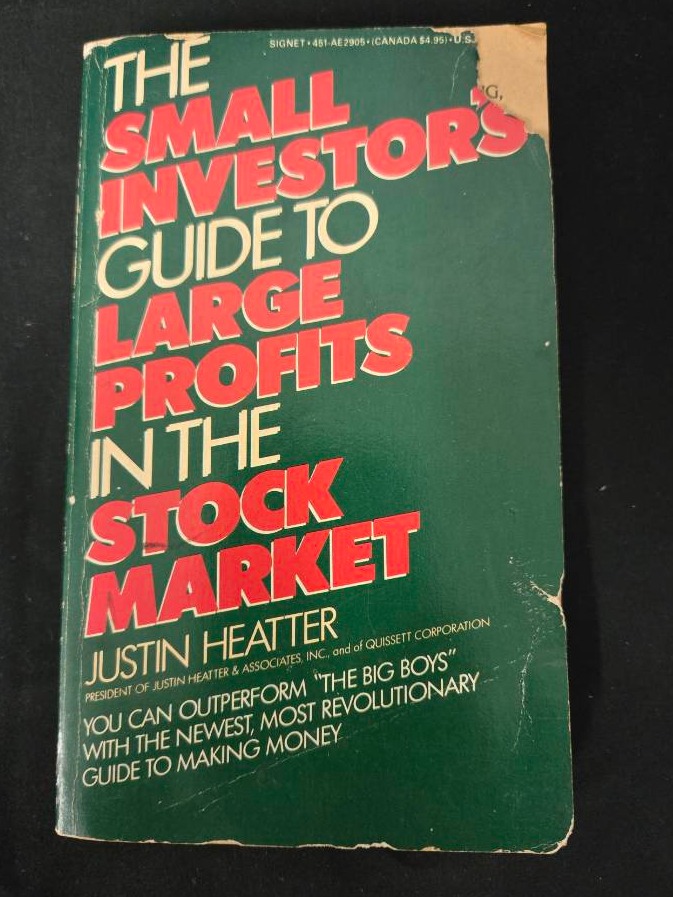 SIGNET • 451-AE2905 • (CANADA $4.95) • U.S.
THE
SMALL
INVESTOR'S
GUIDE TO
LARGE
PROFITS
IN THE
STOCK
MARKET
JUSTIN HEATTER
PRESIDENT OF JUSTIN HEATTER & ASSOCIATES, INC., and of QUISSETT CORPORATION
YOU CAN OUTPERFORM "THE BIG BOYS"
WITH THE NEWEST, MOST REVOLUTIONARY
GUIDE TO MAKING MONEY